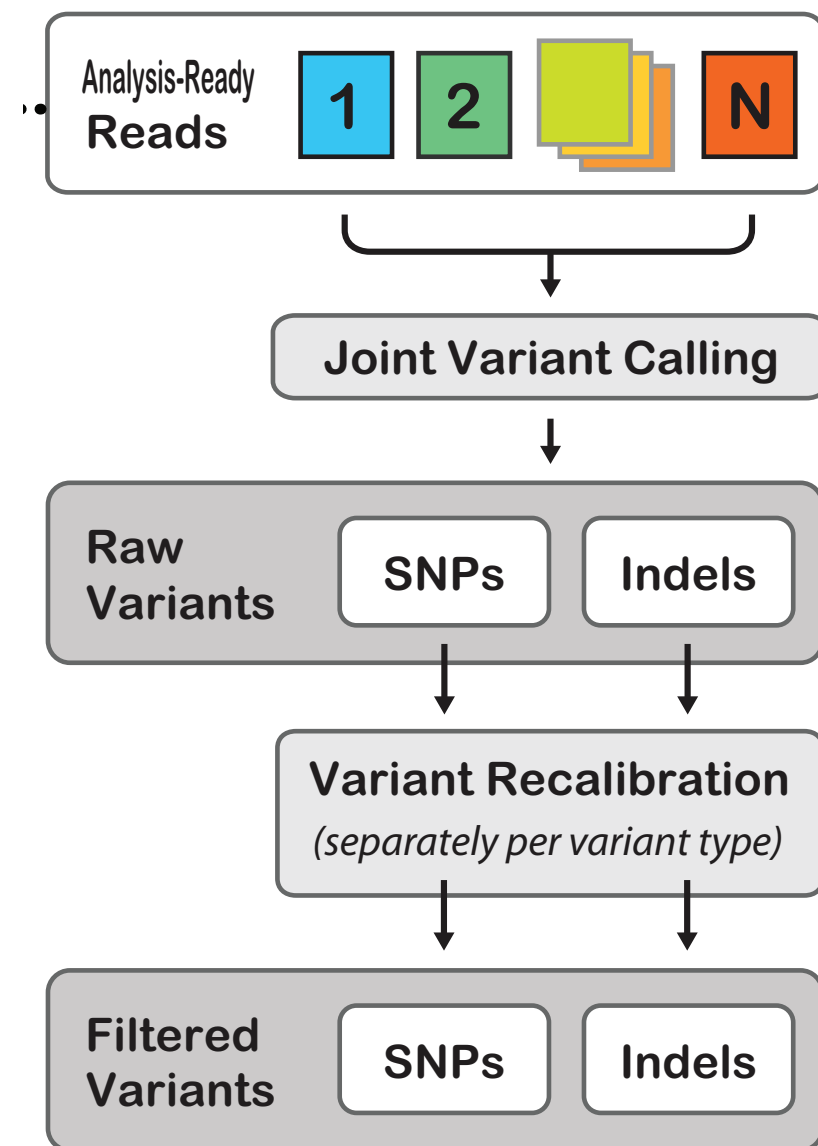 Analysis-Ready
Reads
1 2 N
Joint Variant Calling
Raw
Variants
SNPs Indels
Variant Recalibration
(separately per variant type)
Filtered
Variants
SNPs Indels